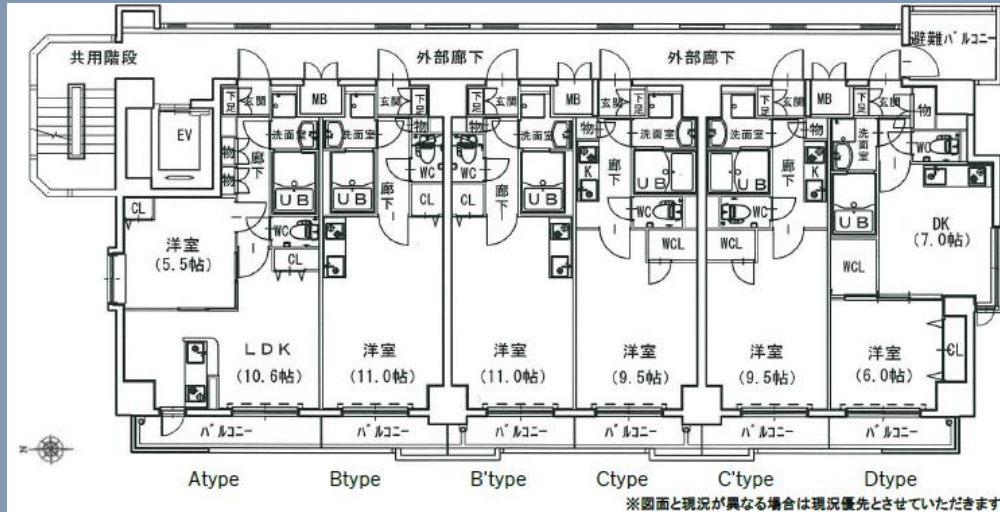 共用階段
外部廊下
外部廊下
避難バルコニー
EV
物
物
下足
玄関
MB
玄関
下足
下足
玄関
MB
玄関
下足
下足
玄関
MB
下足
玄関
物
洗面室
洗面室
物
物
洗面室
物
洗面室
洗面室
物
洗面室
WC
廊下
UB
UB
廊下
WC
CL
WC
CL
廊下
UB
K
廊下
UB
UB
廊下
K
UB
DK
(7.0帖)
CL
洋室
(5.5帖)
WC
CL
WC
WCL
WC
WCL
WCL
LDK
(10.6帖)
洋室
(11.0帖)
洋室
(11.0帖)
洋室
(9.5帖)
洋室
(9.5帖)
洋室
(6.0帖)
CL
バルコニー
バルコニー
バルコニー
バルコニー
バルコニー
バルコニー
N
Atype
Btype
B'type
Ctype
C'type
Dtype
※図面と現況が異なる場合は現況優先とさせていただきます